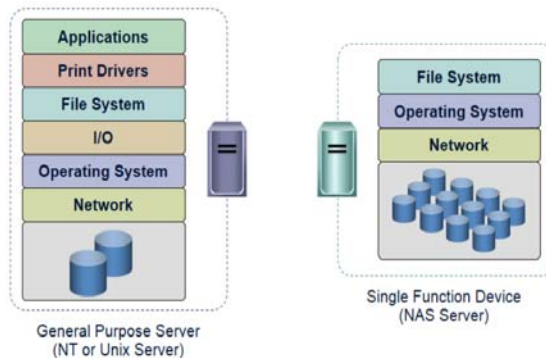 Applications
Print Drivers
File System
I/O
Operating System
Network
General Purpose Server
(NT or Unix Server)
File System
Operating System
Network
Single Function Device
(NAS Server)